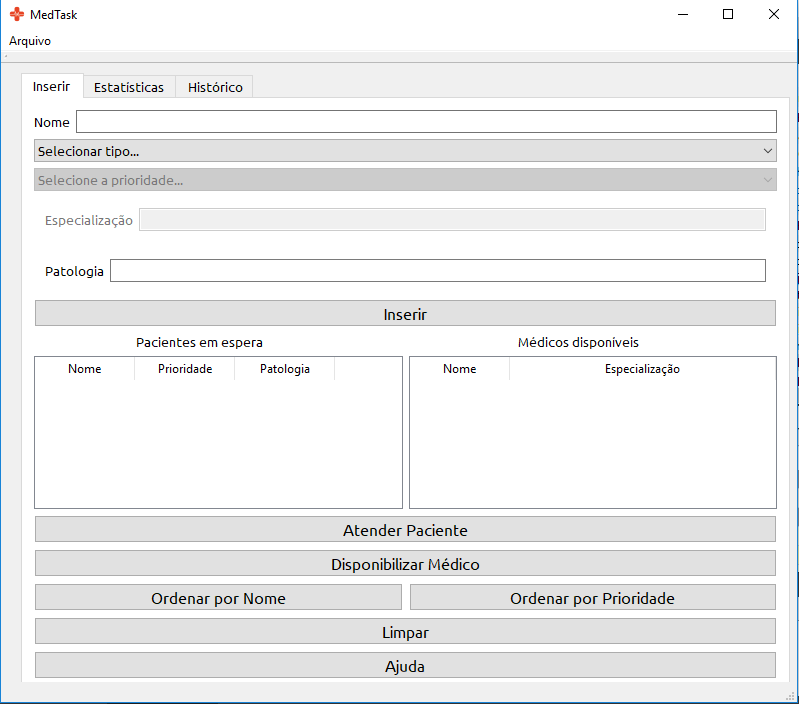 MedTask
Arquivo
Inserir Estatísticas Histórico
Nome
Selecionar tipo...
Selecione a prioridade...
Especialização
Patologia
Inserir
Pacientes em espera Médicos disponíveis
Nome Prioridade Patologia Nome Especialização
Atender Paciente
Disponibilizar Médico
Ordenar por Nome Ordenar por Prioridade
Limpar
Ajuda